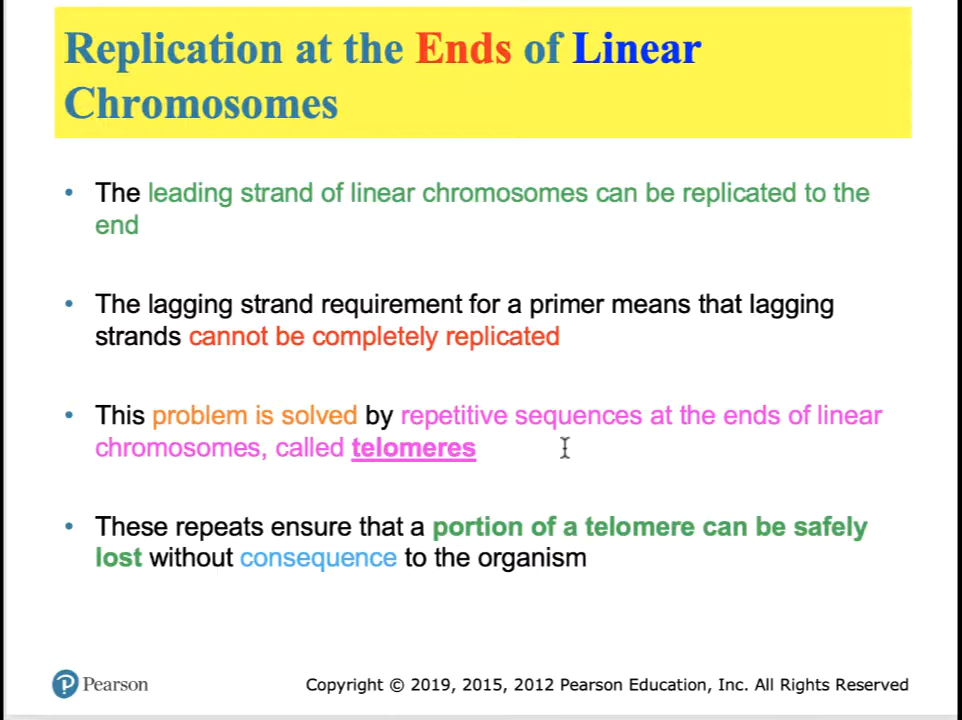 Replication at the Ends of Linear
Chromosomes
• The leading strand of linear chromosomes can be replicated to the
end
• The lagging strand requirement for a primer means that lagging
strands cannot be completely replicated
• This problem is solved by repetitive sequences at the ends of linear
chromosomes, called telomeres
• These repeats ensure that a portion of a telomere can be safely
lost without consequence to the organism
P Pearson
Copyright © 2019, 2015, 2012 Pearson Education, Inc. All Rights Reserved